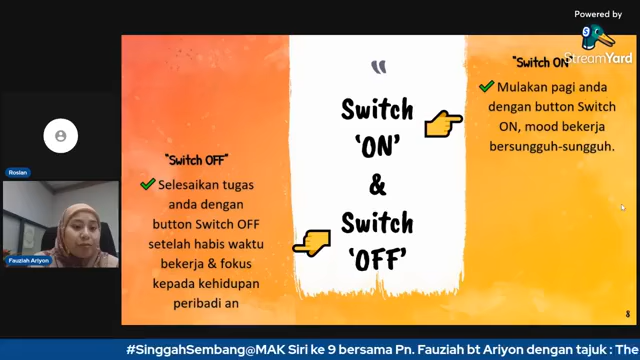 Powered by
StreamYard
"Switch ON"
Mulakan pagi anda
dengan button Switch
ON, mood bekerja
bersungguh-sungguh.
Switch
‘ON’
&
Switch
‘OFF’
"Switch OFF"
Selesaikan tugas
anda dengan
button Switch OFF
setelah habis waktu
bekerja & fokus
kepada kehidupan
peribadi an
Roslan
Fauziah Ariyon
8
#SinggahSembang@MAK Siri ke 9 bersama Pn. Fauziah bt Ariyon dengan tajuk : The